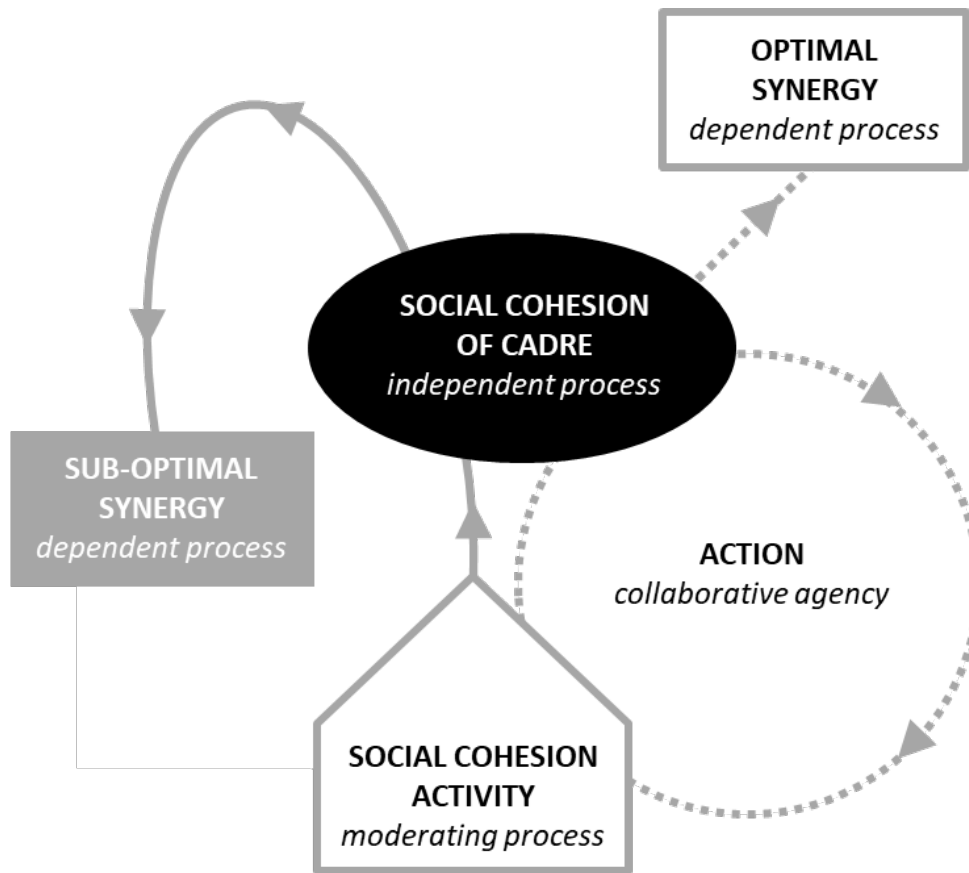 OPTIMAL
SYNERGY
dependent process
SOCIAL COHESION
OF CADRE
independent process
SUB-OPTIMAL
SYNERGY
dependent process
ACTION
collaborative agency
SOCIAL COHESION
ACTIVITY
moderating process